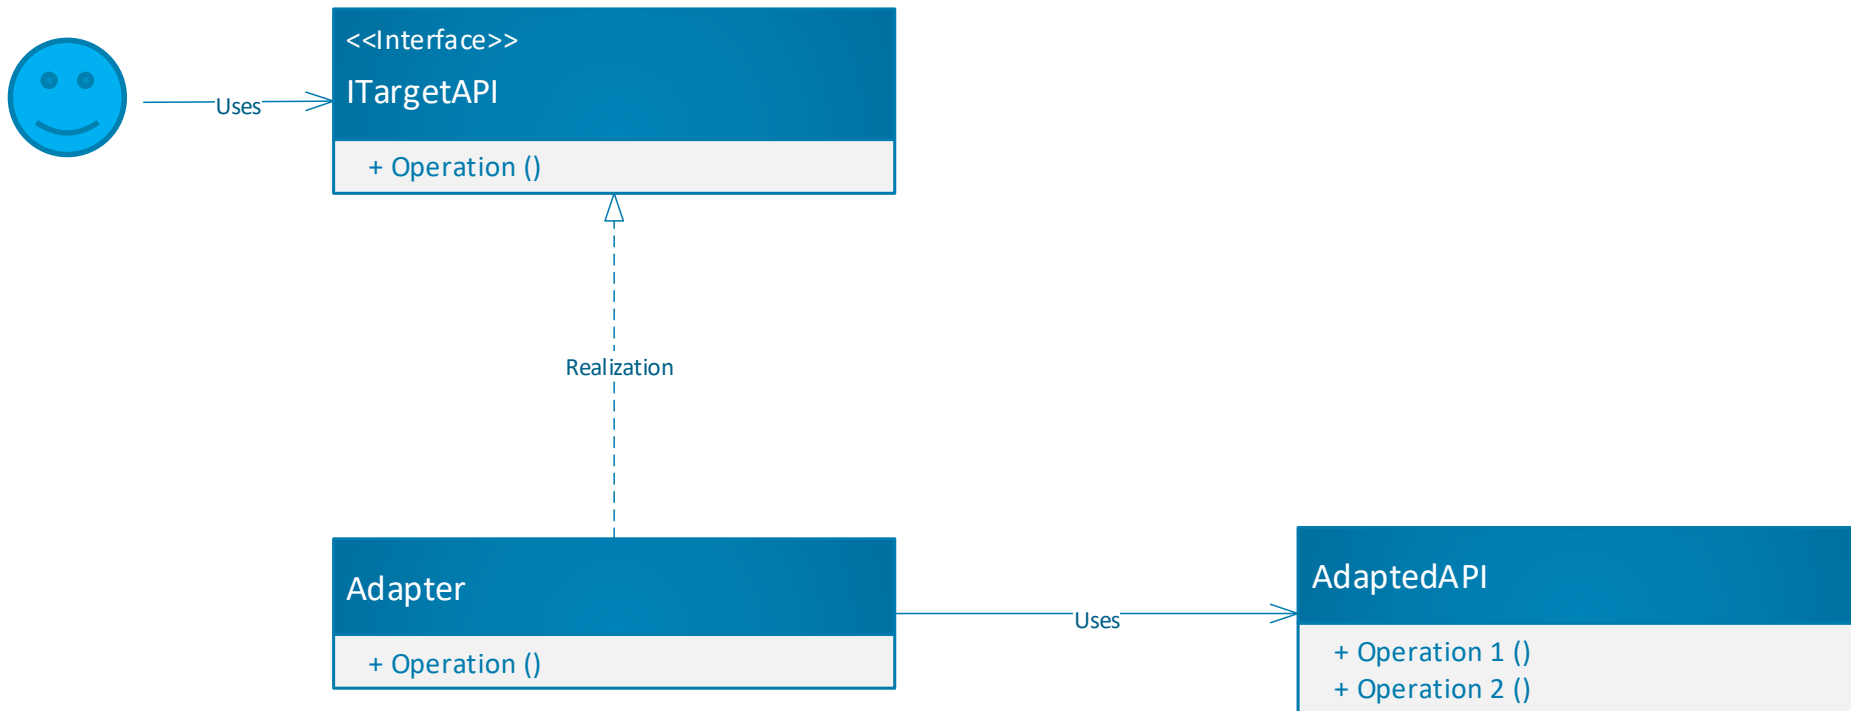 <<Interface>>
ITargetAPI
Uses
+ Operation ()
Realization
Adapter
+ Operation ()
Uses
AdaptedAPI
+ Operation 1 ()
+ Operation 2 ()